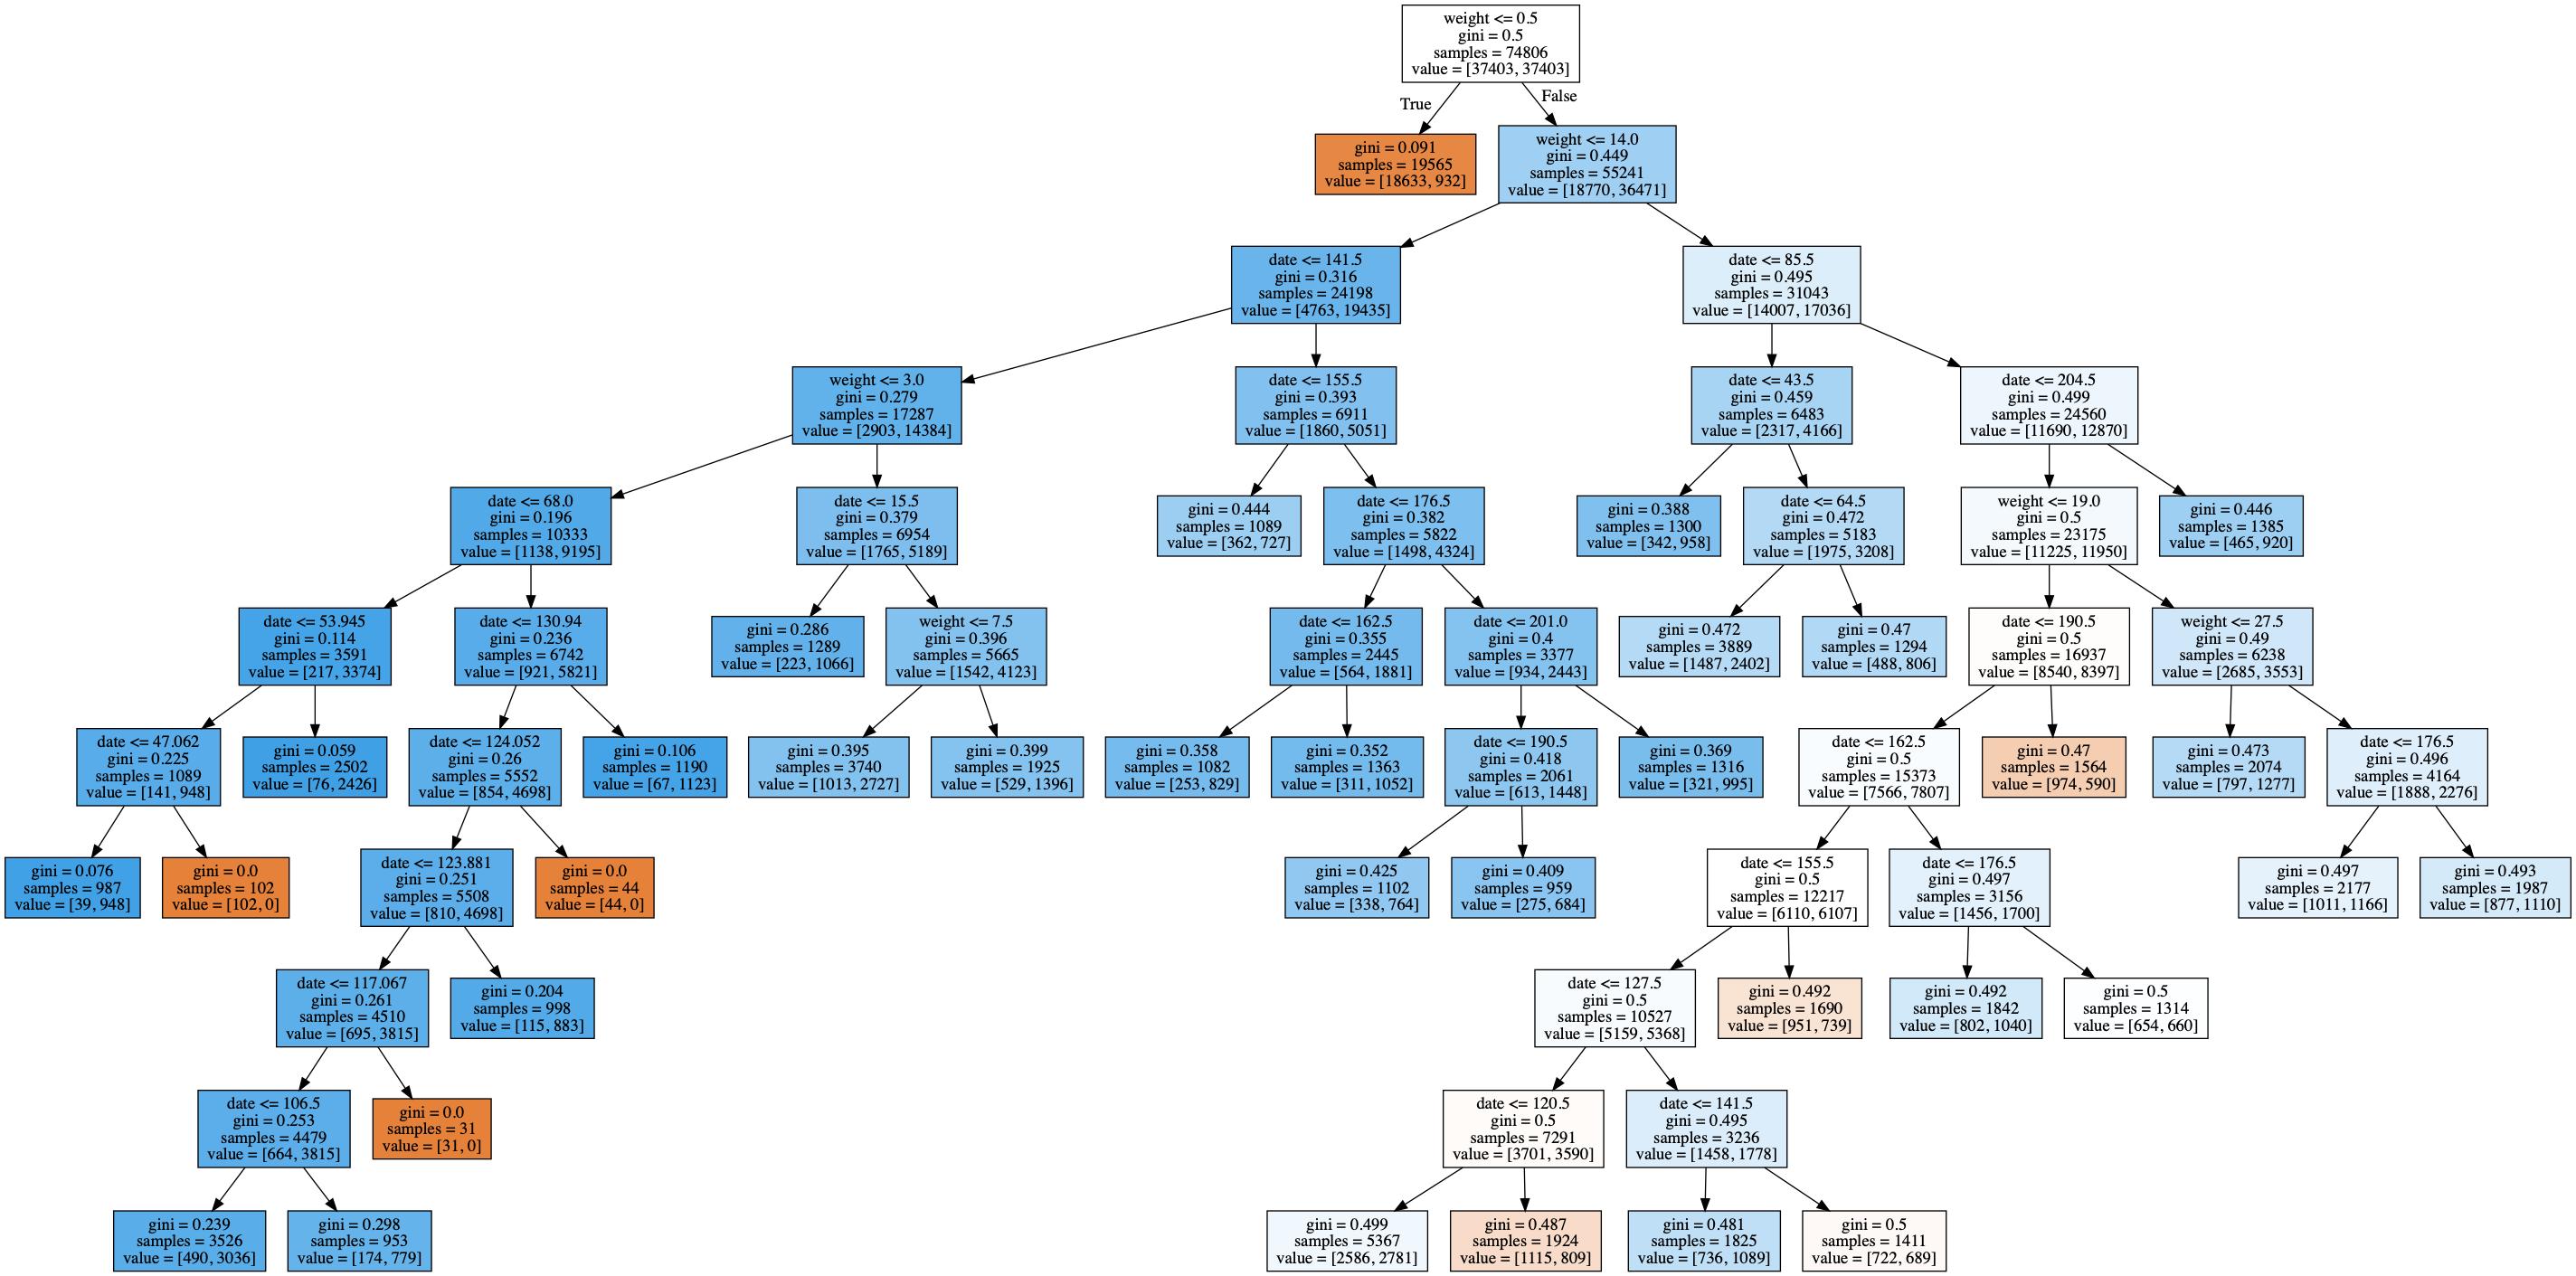 weight <= 0.5
gini = 0.5
samples = 74806
value = [37403, 37403]
True
False
gini = 0.091
samples = 19565
value = [18633, 932]
weight <= 14.0
gini = 0.449
samples = 55241
value = [18770, 36471]
date <= 141.5
gini = 0.316
samples = 24198
value = [4763, 19435]
date <= 85.5
gini = 0.495
samples = 31043
value = [14007, 17036]
weight <= 3.0
gini = 0.279
samples = 17287
value = [2903, 14384]
date <= 155.5
gini = 0.393
samples = 6911
value = [1860, 5051]
date <= 43.5
gini = 0.459
samples = 6483
value = [2317, 4166]
date <= 204.5
gini = 0.499
samples = 24560
value = [11690, 12870]
date <= 68.0
gini = 0.196
samples = 10333
value = [1138, 9195]
date <= 15.5
gini = 0.379
samples = 6954
value = [1765, 5189]
gini = 0.444
samples = 1089
value = [362, 727]
date <= 176.5
gini = 0.382
samples = 5822
value = [1498, 4324]
gini = 0.388
samples = 1300
value = [342, 958]
date <= 64.5
gini = 0.472
samples = 5183
value = [1975, 3208]
weight <= 19.0
gini = 0.5
samples = 23175
value = [11225, 11950]
gini = 0.446
samples = 1385
value = [465, 920]
date <= 53.945
gini = 0.114
samples = 3591
value = [217, 3374]
date <= 130.94
gini = 0.236
samples = 6742
value = [921, 5821]
gini = 0.286
samples = 1289
value = [223, 1066]
weight <= 7.5
gini = 0.396
samples = 5665
value = [1542, 4123]
date <= 162.5
gini = 0.355
samples = 2445
value = [564, 1881]
date <= 201.0
gini = 0.4
samples = 3377
value = [934, 2443]
gini = 0.472
samples = 3889
value = [1487, 2402]
gini = 0.47
samples = 1294
value = [488, 806]
date <= 190.5
gini = 0.5
samples = 16937
value = [8540, 8397]
weight <= 27.5
gini = 0.49
samples = 6238
value = [2685, 3553]
date <= 47.062
gini = 0.225
samples = 1089
value = [141, 948]
gini = 0.059
samples = 2502
value = [76, 2426]
date <= 124.052
gini = 0.26
samples = 5552
value = [854, 4698]
gini = 0.106
samples = 1190
value = [67, 1123]
gini = 0.395
samples = 3740
value = [1013, 2727]
gini = 0.399
samples = 1925
value = [529, 1396]
gini = 0.358
samples = 1082
value = [253, 829]
gini = 0.352
samples = 1363
value = [311, 1052]
date <= 190.5
gini = 0.418
samples = 2061
value = [613, 1448]
gini = 0.369
samples = 1316
value = [321, 995]
date <= 162.5
gini = 0.5
samples = 15373
value = [7566, 7807]
gini = 0.47
samples = 1564
value = [974, 590]
gini = 0.473
samples = 2074
value = [797, 1277]
date <= 176.5
gini = 0.496
samples = 4164
value = [1888, 2276]
gini = 0.076
samples = 987
value = [39, 948]
gini = 0.0
samples = 102
value = [102, 0]
date <= 123.881
gini = 0.251
samples = 5508
value = [810, 4698]
gini = 0.0
samples = 44
value = [44, 0]
gini = 0.425
samples = 1102
value = [338, 764]
gini = 0.409
samples = 959
value = [275, 684]
date <= 155.5
gini = 0.5
samples = 12217
value = [6110, 6107]
date <= 176.5
gini = 0.497
samples = 3156
value = [1456, 1700]
gini = 0.497
samples = 2177
value = [1011, 1166]
gini = 0.493
samples = 1987
value = [877, 1110]
date <= 117.067
gini = 0.261
samples = 4510
value = [695, 3815]
gini = 0.204
samples = 998
value = [115, 883]
date <= 127.5
gini = 0.5
samples = 10527
value = [5159, 5368]
gini = 0.492
samples = 1690
value = [951, 739]
gini = 0.492
samples = 1842
value = [802, 1040]
gini = 0.5
samples = 1314
value = [654, 660]
date <= 106.5
gini = 0.253
samples = 4479
value = [664, 3815]
gini = 0.0
samples = 31
value = [31, 0]
date <= 120.5
gini = 0.5
samples = 7291
value = [3701, 3590]
date <= 141.5
gini = 0.495
samples = 3236
value = [1458, 1778]
gini = 0.239
samples = 3526
value = [490, 3036]
gini = 0.298
samples = 953
value = [174, 779]
gini = 0.499
samples = 5367
value = [2586, 2781]
gini = 0.487
samples = 1924
value = [1115, 809]
gini = 0.481
samples = 1825
value = [736, 1089]
gini = 0.5
samples = 1411
value = [722, 689]